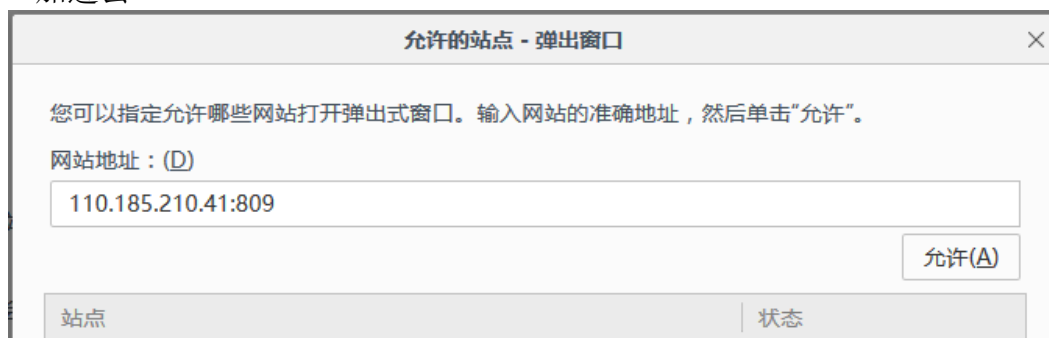 允许的站点 - 弹出窗口
您可以指定允许哪些网站打开弹出式窗口。输入网站的准确地址，然后单击"允许"。
网站地址：(D)
110.185.210.41:809
允许(A)
站点 状态